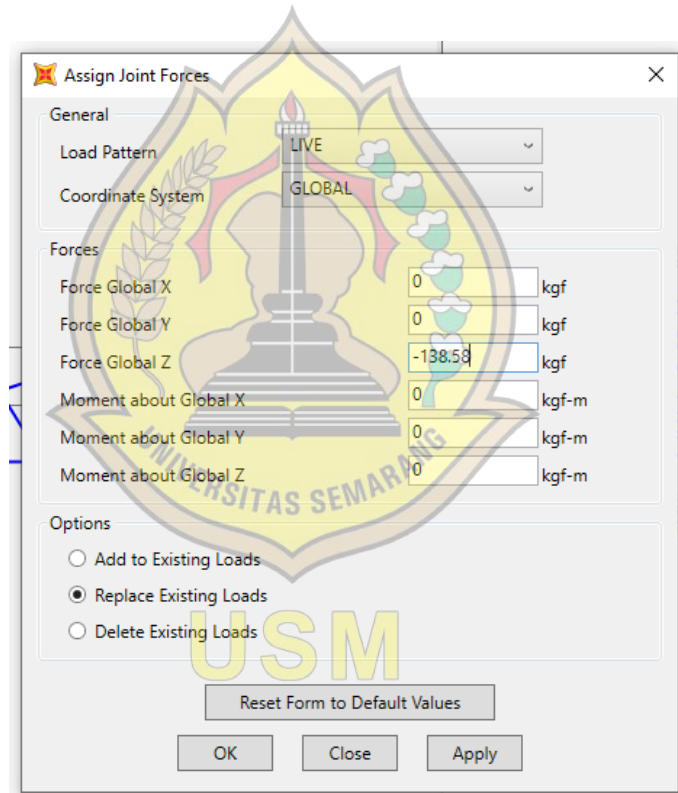 Assign Joint Forces
General
Load Pattern LIVE
Coordinate System GLOBAL
Forces
Force Global X 0 kgf
Force Global Y 0 kgf
Force Global Z -138.58 kgf
Moment about Global X 0 kgf-m
Moment about Global Y 0 kgf-m
Moment about Global Z 0 kgf-m
UNIVERSITAS SEMARANG
Options
Add to Existing Loads
Replace Existing Loads
Delete Existing Loads
USM
Reset Form to Default Values
OK Close Apply